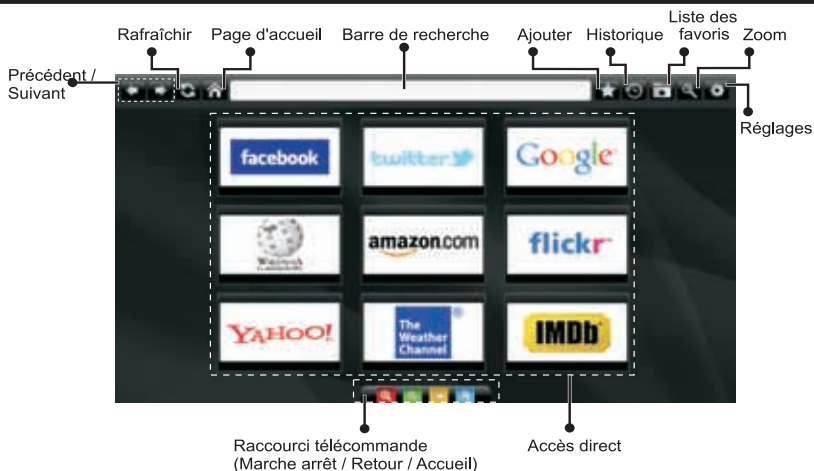 Liste des
Rafraîchir Page d'accueil Barre de recherche Ajouter Historique favoris Zoom
Précédent /
Suivant
Réglages
facebook twitter Google
amazon.com flickr
YAHOO! The
Weather
Channel IMDb
Raccourci télécommande Accès direct
(Marche arrêt / Retour / Accueil)